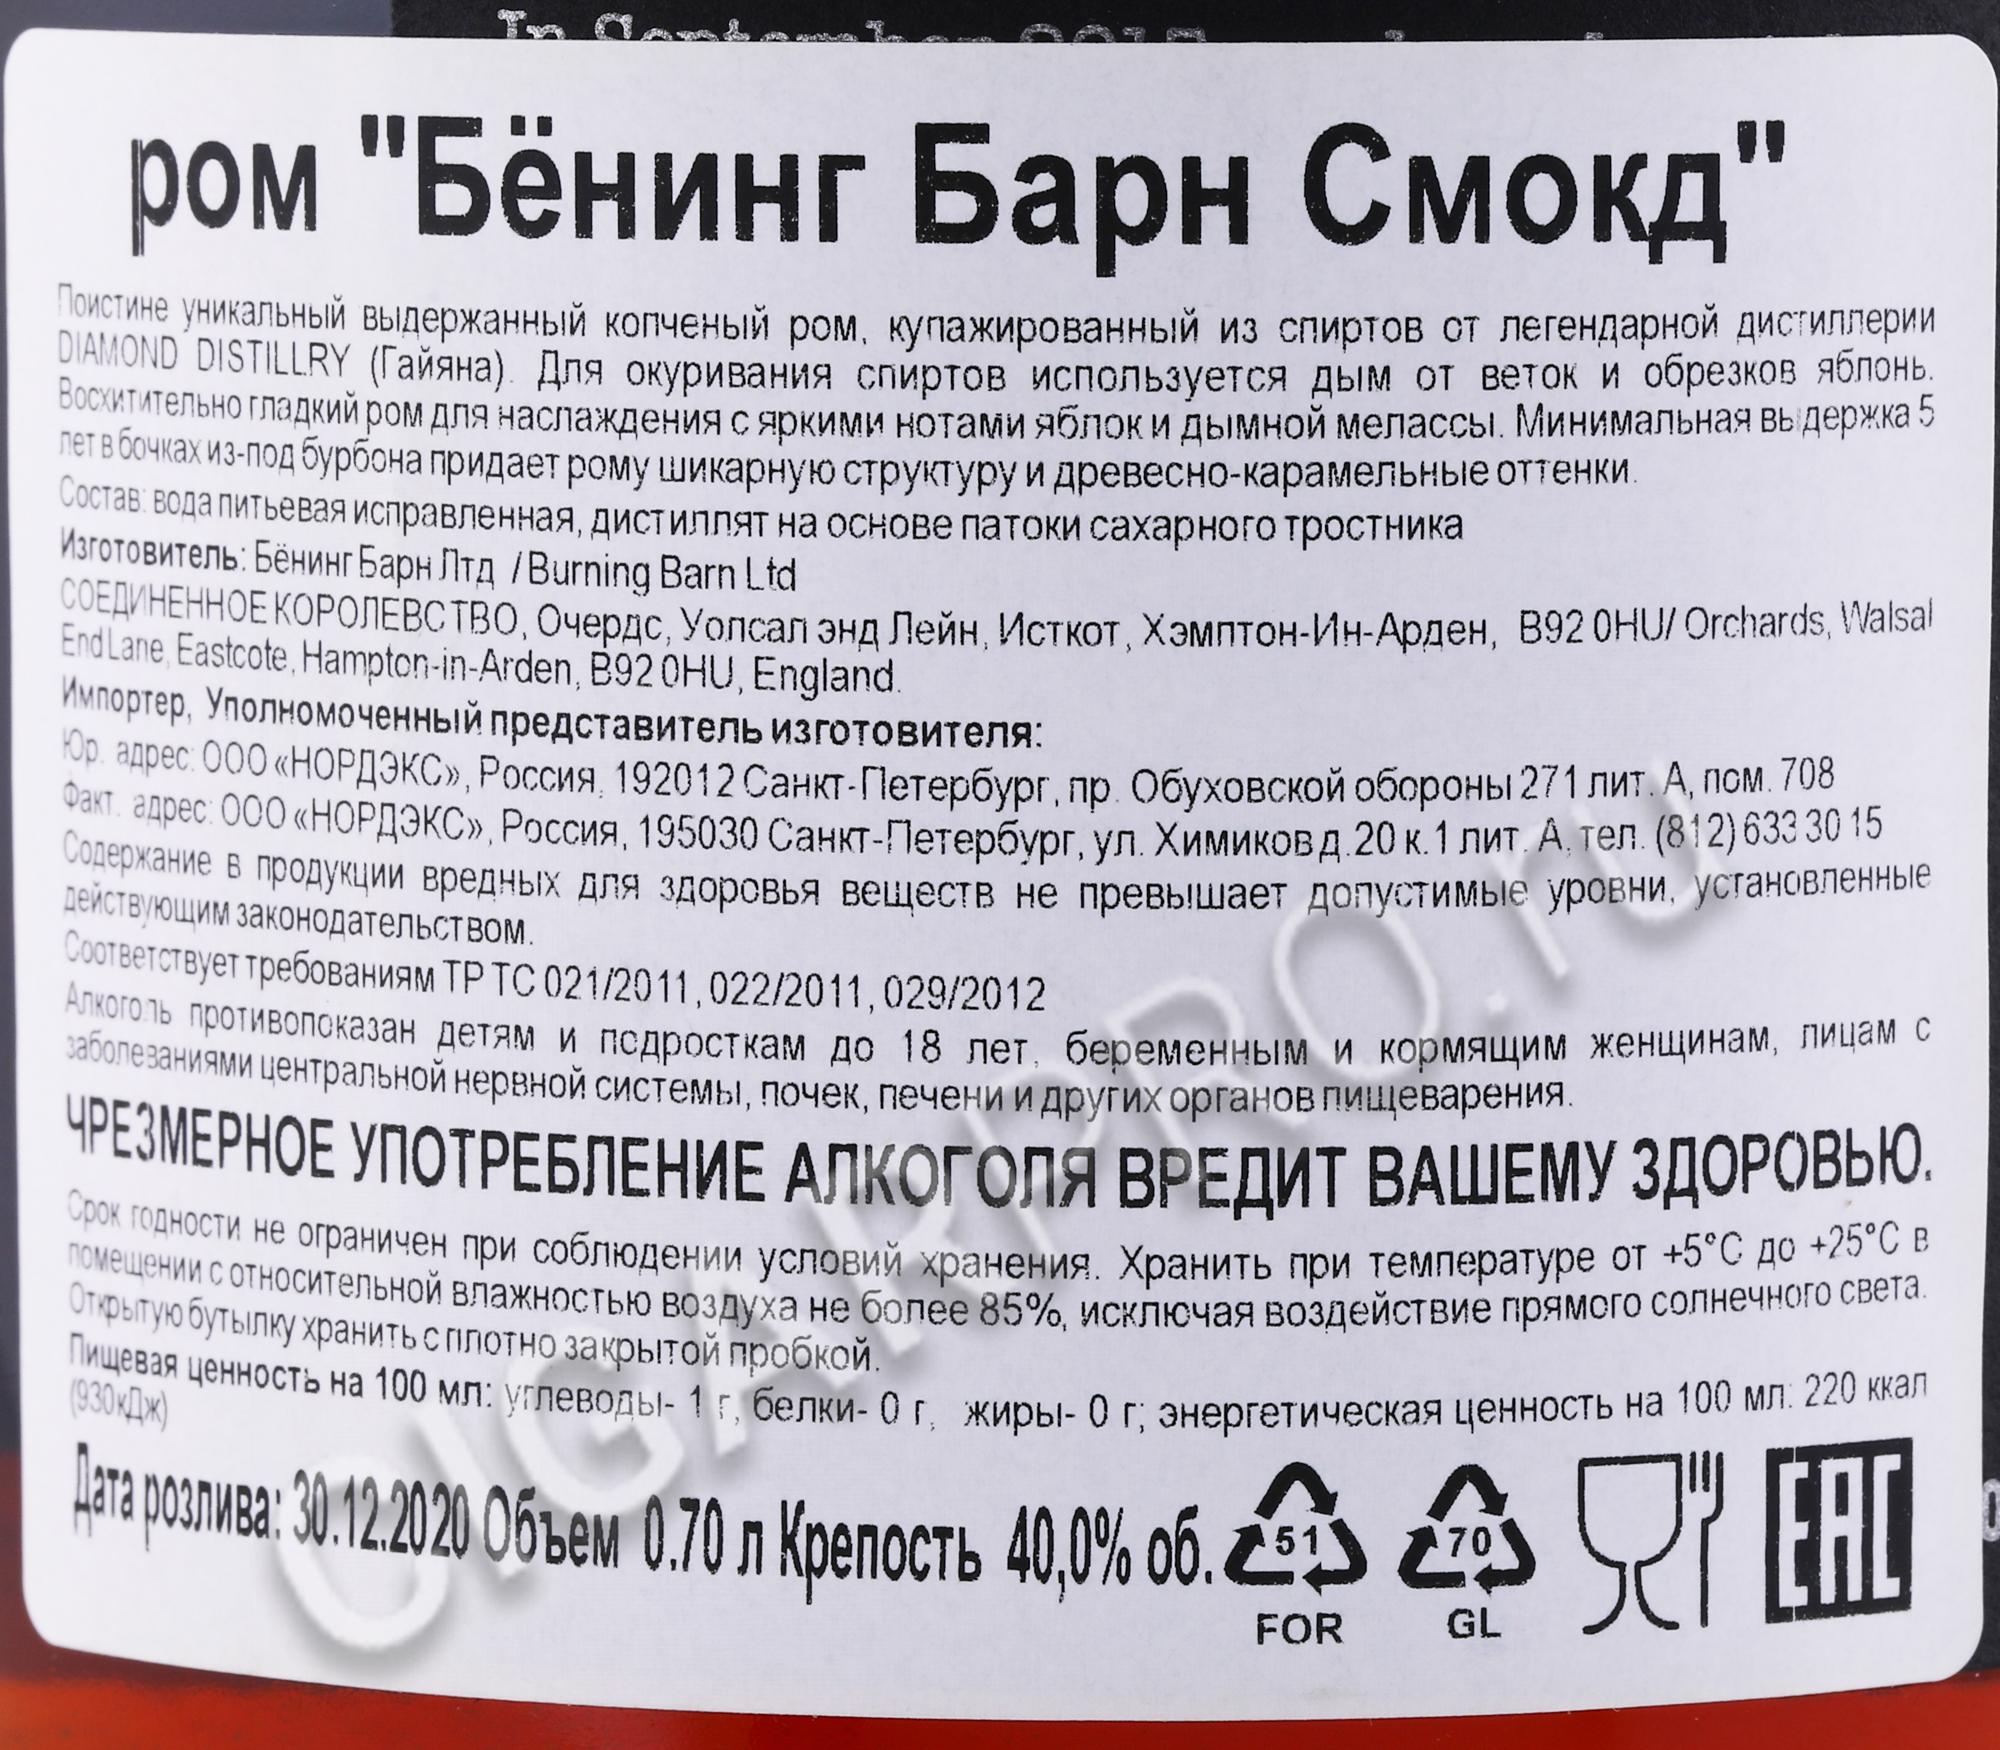 In September
ром "Бёнинг Барн Смокд"
Поистине уникальный выдержанный копченый ром, купажированный из спиртов от легендарной дистиллерии
DIAMOND DISTILLRY (Гайяна). Для окуривания спиртов используется дым от веток и обрезков яблонь.
Восхитительно гладкий ром для наслаждения с яркими нотами яблок и дымной мелассы. Минимальная выдержка 5
лет в бочках из-под бурбона придает рому шикарную структуру и древесно-карамельные оттенки.
Состав: вода питьевая исправленная, дистиллят на основе патоки сахарного тростника
Изготовитель: Бёнинг Барн Лтд / Burning Barn Ltd
СОЕДИНЕННОЕ КОРОЛЕВСТВО, Очердс, Уолсал энд Лейн, Исткот, Хэмптон-Ин-Арден, B92 0HU/ Orchards, Walsal
End Lane, Eastcote, Hampton-in-Arden, B92 0HU, England.
Импортер, Уполномоченный представитель изготовителя:
Юр. адрес: ООО «НОРДЭКС», Россия, 192012 Санкт-Петербург, пр. Обуховской обороны 271 лит. А, пом. 708
Факт. адрес: ООО «НОРДЭКС», Россия, 195030 Санкт-Петербург, ул. Химиков д.20 к.1 лит. А, тел. (812) 633 30 15
Содержание в продукции вредных для здоровья веществ не превышает допустимые уровни, установленные
действующим законодательством.
Соответствует требованиям ТР ТС 021/2011, 022/2011, 029/2012
Алкоголь противопоказан детям и подросткам до 18 лет, беременным и кормящим женщинам, лицам с
заболеваниями центральной нервной системы, почек, печени и других органов пищеварения.
ЧРЕЗМЕРНОЕ УПОТРЕБЛЕНИЕ АЛКОГОЛЯ ВРЕДИТ ВАШЕМУ ЗДОРОВЬЮ.
Срок годности не ограничен при соблюдении условий хранения. Хранить при температуре от +5°C до +25°C в
помещении с относительной влажностью воздуха не более 85%, исключая воздействие прямого солнечного света.
Открытую бутылку хранить с плотно закрытой пробкой.
Пищевая ценность на 100 мл: углеводы- 1 г, белки- 0 г, жиры- 0 г; энергетическая ценность на 100 мл: 220 ккал
(930кДж)
Дата розлива: 30.12.2020 Объем 0.70 л Крепость 40,0% об.
51
FOR
70
GL
EAC
CIGARPRO.ru